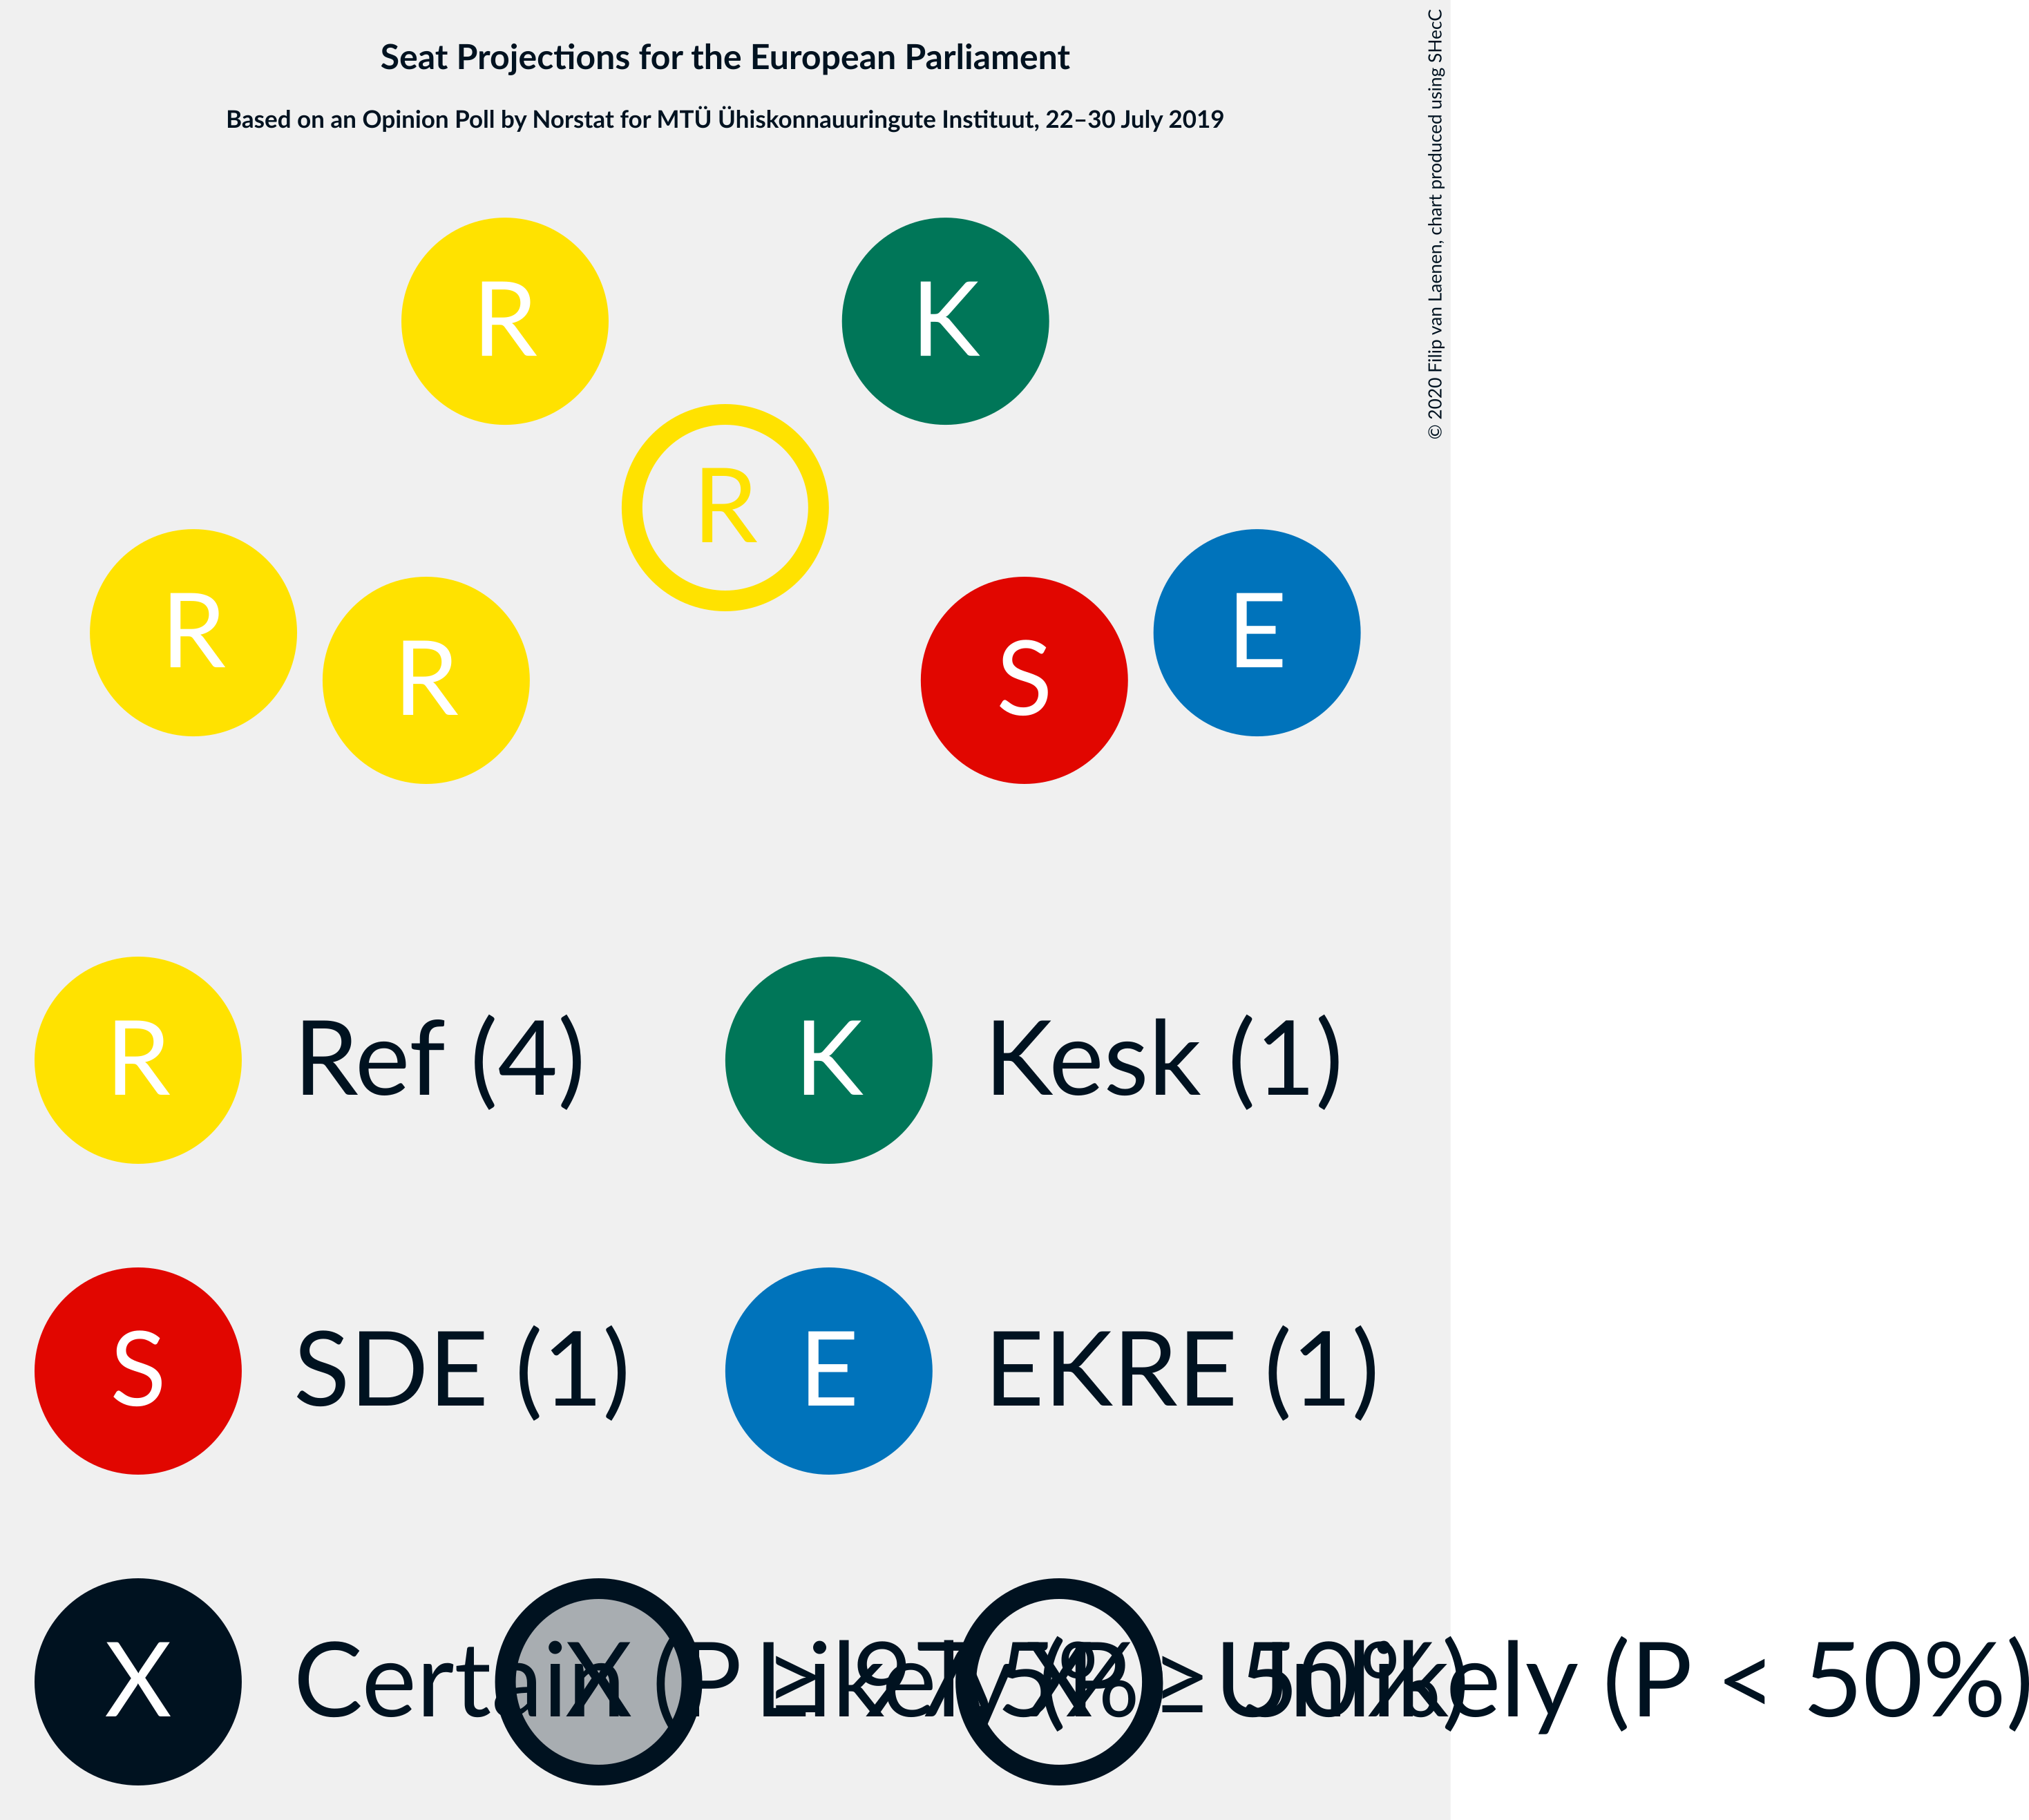 Seat Projections for the European Parliament
Based on an Opinion Poll by Norstat for MTÜ Ühiskonnauuringute Instituut, 22–30 July 2019
© 2020 Filip van Laenen, chart produced using SHecC
R
K
R
R
R
S
E
R Ref (4)
K Kesk (1)
S SDE (1)
E EKRE (1)
X Certain (P ≥ 97.5%)
X Likely (P ≥ 50%)
X Unlikely (P < 50%)